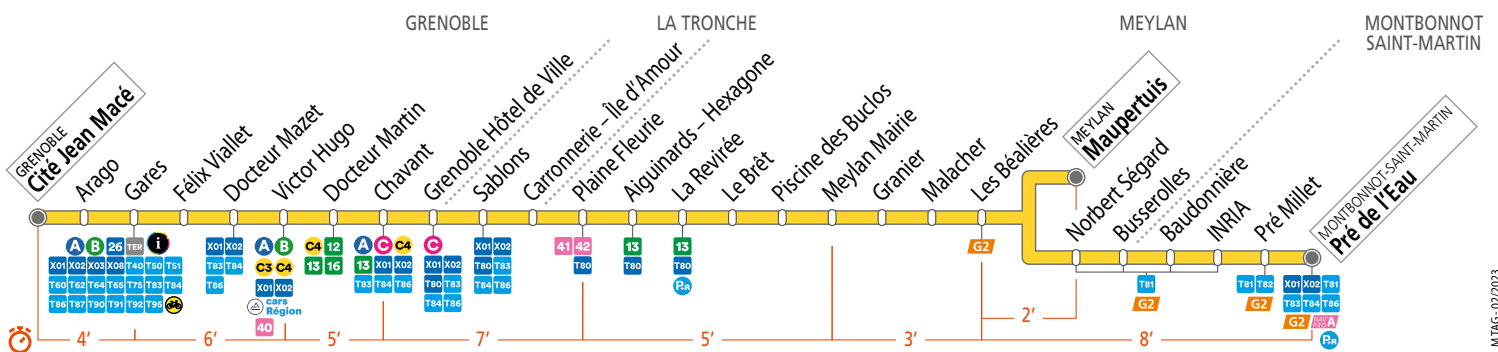 GRENOBLE
LA TRONCHE
MEYLAN
MONTBONNOT
SAINT-MARTIN
GRENOBLE
Cité Jean Macé
Arago
Gares
Félix Viallet
Docteur Mazet
Victor Hugo
Docteur Martin
Chavant
Grenoble Hôtel de Ville
Sablons
Carronnerie – Île d'Amour
Plaine Fleurie
Aiguinards – Hexagone
La Revirée
Le Brêt
Piscine des Buclos
Meylan Mairie
Granier
Malacher
Les Béalières
MEYLAN
Maupertuis
Norbert Ségard
Busserolles
Baudonnière
INRIA
Pré Millet
MONTBONNOT-SAINT-MARTIN
Pré de l'Eau
A B 26 TER i
X01 X02 X03 X08 T40 T50 T51
T60 T62 T64 T65 T75 T83 T84
T86 T87 T90 T91 T92 T95
X01 X02
T83 T84
T86
A B
C3 C4
X01 X02
cars
Région
40
C4 12
13 16
A C C4
13 X01 X02
T83 T84 T86
C
X01 X02
T80 T83
T84 T86
X01 X02
T80 T83
T84 T86
41 42
T80
13
T80
13
T80
P+R
G2
T81
G2
T81 T82
G2
X01 X02 T81
T83 T84 T86
G2 A
P+R
4'
6'
5'
7'
5'
3'
2'
8'
M TAG - 02/2023